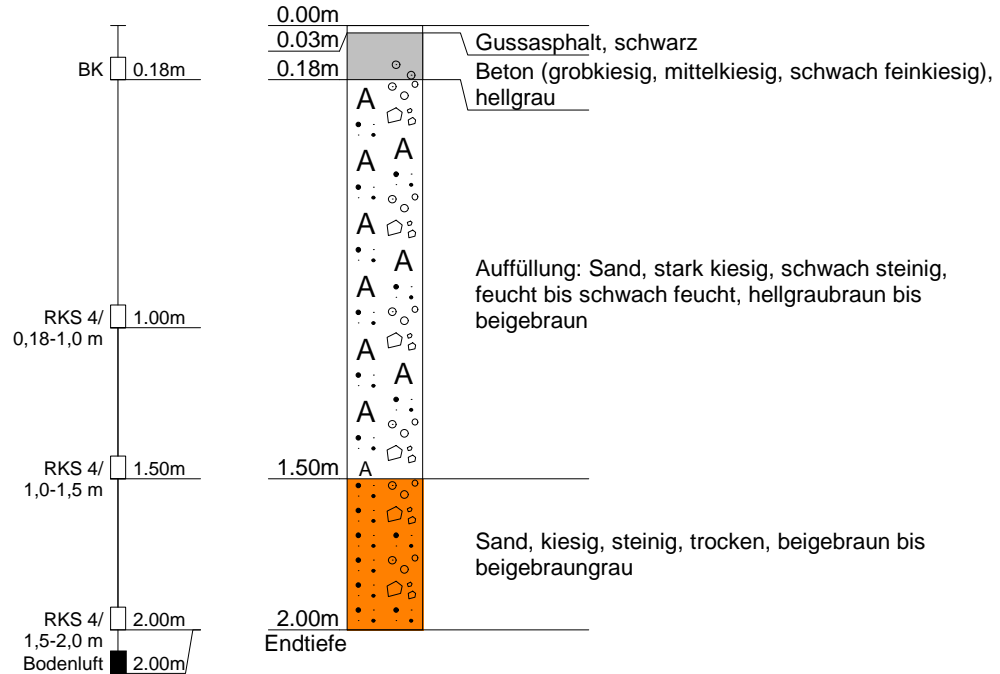 0.00m
0.03m
Gussasphalt, schwarz
BK 0.18m
0.18m
Beton (grobkiesig, mittelkiesig, schwach feinkiesig),
hellgrau
A
A
A
A
A
A
A
A
A
Auffüllung: Sand, stark kiesig, schwach steinig,
feucht bis schwach feucht, hellgraubraun bis
beigebraun
RKS 4/ 1.00m
0,18-1,0 m
RKS 4/ 1.50m
1,0-1,5 m
1.50m
A
Sand, kiesig, steinig, trocken, beigebraun bis
beigebraungrau
RKS 4/ 2.00m
1,5-2,0 m
2.00m
Endtiefe
Bodenluft 2.00m